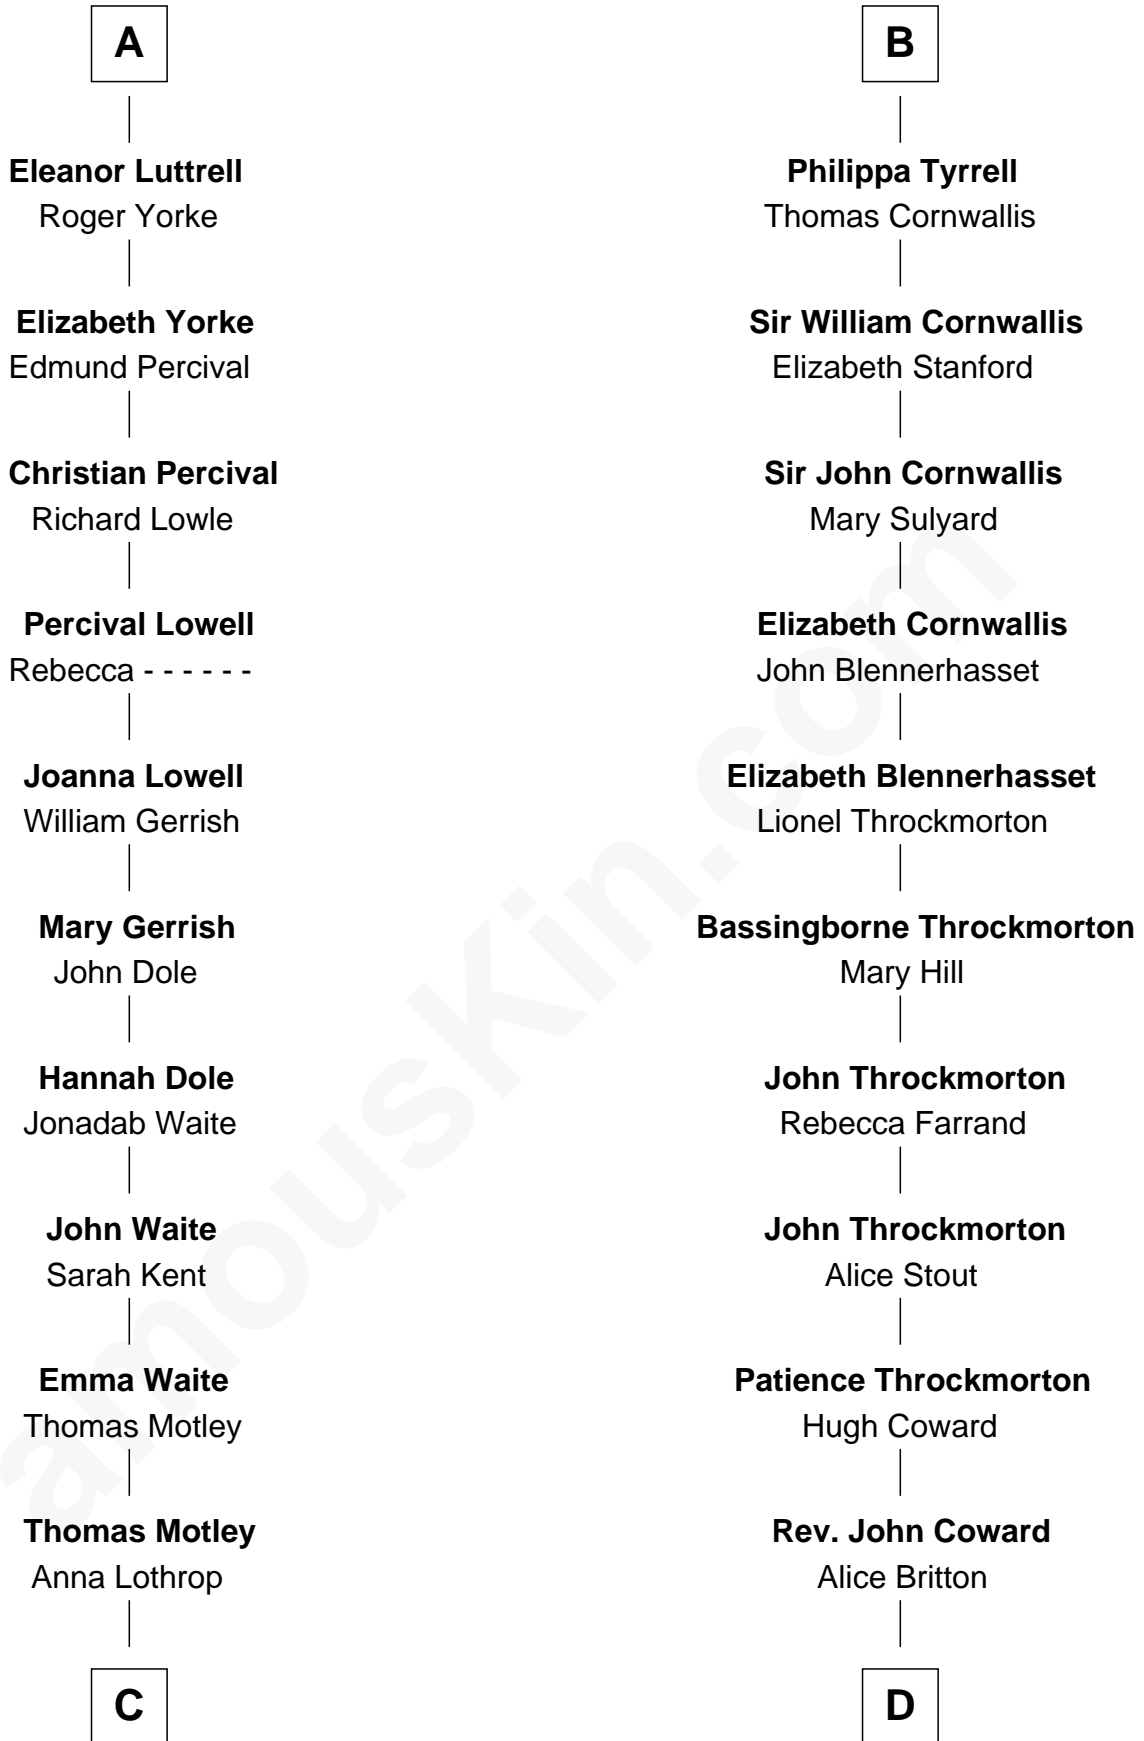 A
Eleanor Luttrell
Roger Yorke
Elizabeth Yorke
Edmund Percival
Christian Percival
Richard Lowle
Percival Lowell
Rebecca - - - - - -
Joanna Lowell
William Gerrish
Mary Gerrish
John Dole
Hannah Dole
Jonadab Waite
John Waite
Sarah Kent
Emma Waite
Thomas Motley
Thomas Motley
Anna Lothrop
C
B
Philippa Tyrrell
Thomas Cornwallis
Sir William Cornwallis
Elizabeth Stanford
Sir John Cornwallis
Mary Sulyard
Elizabeth Cornwallis
John Blennerhasset
Elizabeth Blennerhasset
Lionel Throckmorton
Bassingborne Throckmorton
Mary Hill
John Throckmorton
Rebecca Farrand
John Throckmorton
Alice Stout
Patience Throckmorton
Hugh Coward
Rev. John Coward
Alice Britton
D
amousKin.com